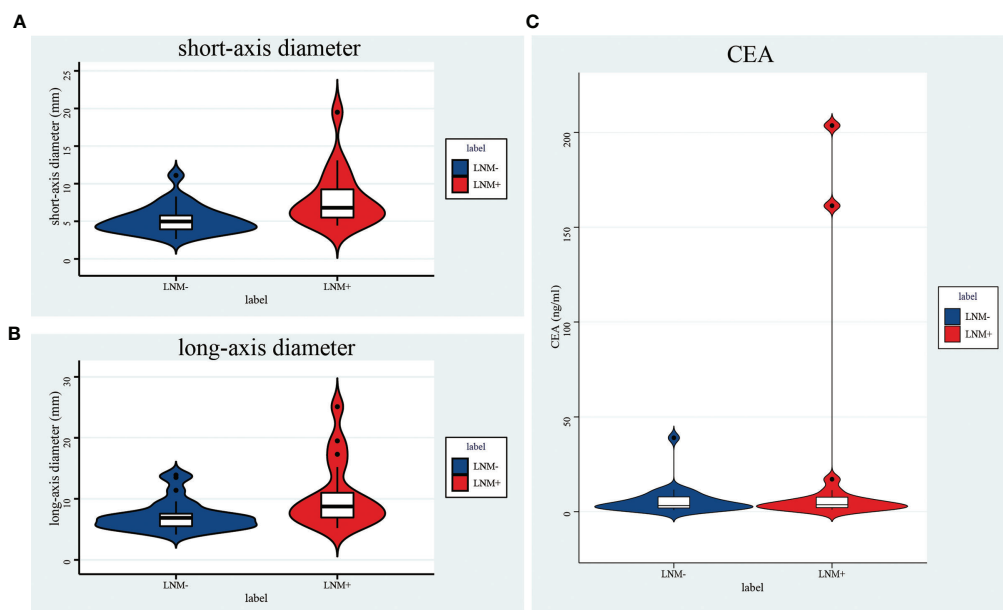 A
short-axis diameter
25
20
15
10
5
0
short-axis diameter (mm)
LNM-
LNM+
label
label
LNM-
LNM+
B
long-axis diameter
30
20
10
0
long-axis diameter (mm)
LNM-
LNM+
label
label
LNM-
LNM+
C
CEA
200
150
100
50
0
CEA (ng/ml)
LNM-
LNM+
label
label
LNM-
LNM+